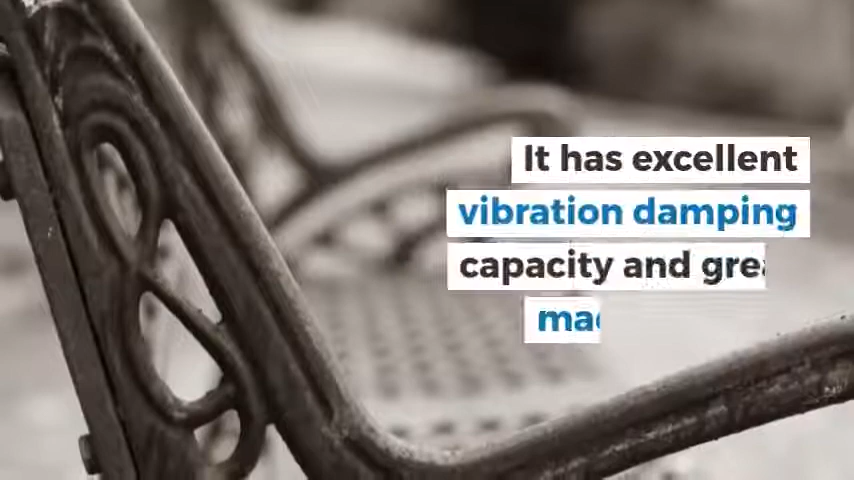 It has excellent
vibration damping
capacity and